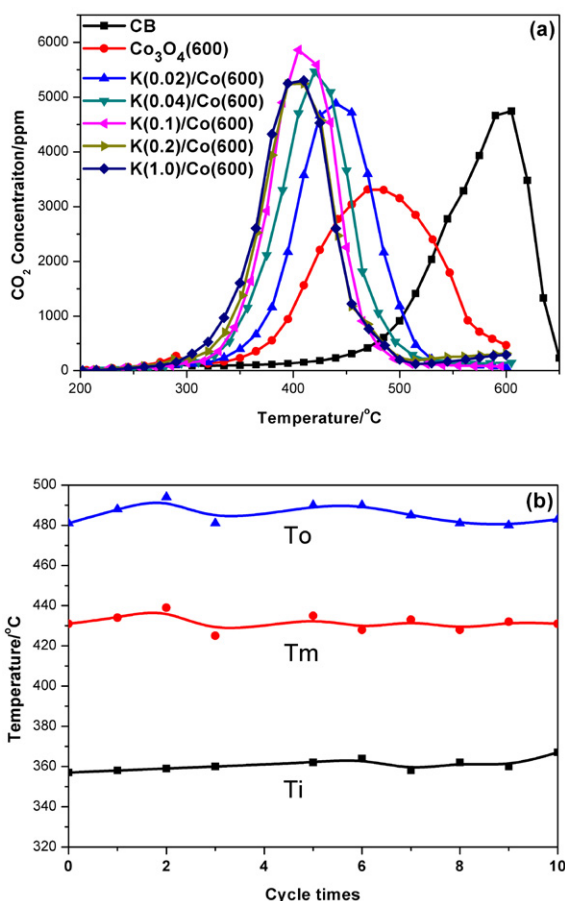 (a)
CB
Co₃O₄(600)
K(0.02)/Co(600)
K(0.04)/Co(600)
K(0.1)/Co(600)
K(0.2)/Co(600)
K(1.0)/Co(600)
6000
5000
4000
3000
2000
1000
0
CO₂ Concentraiton/ppm
200 300 400 500 600
Temperature/°C
(b)
500
480
460
440
420
400
380
360
340
320
Temperature/°C
To
Tm
Ti
0 2 4 6 8 10
Cycle times